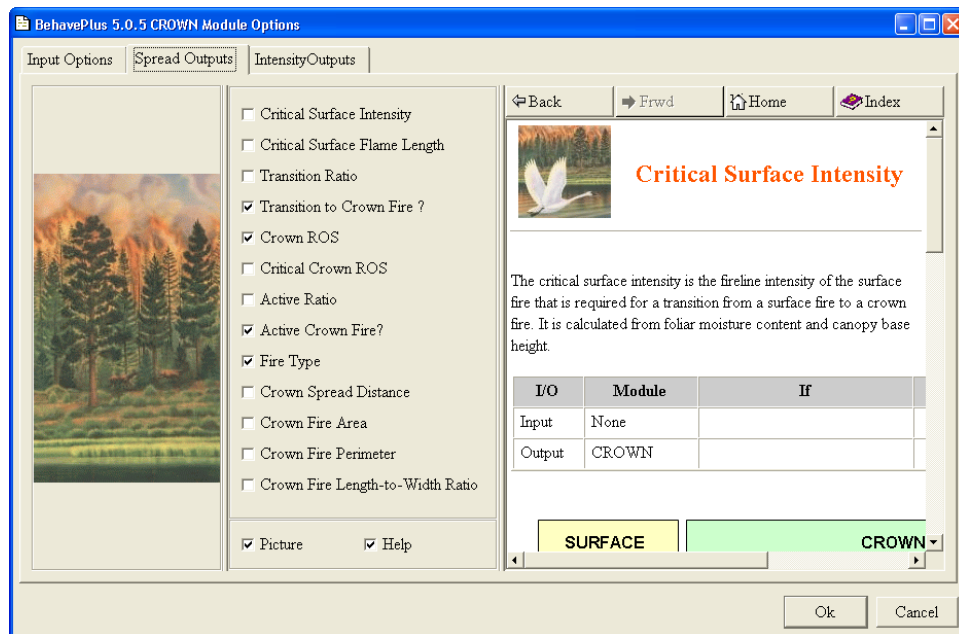 BehavePlus 5.0.5 CROWN Module Options
Input Options
Spread Outputs
IntensityOutputs
Critical Surface Intensity
Critical Surface Flame Length
Transition Ratio
Transition to Crown Fire ?
Crown ROS
Critical Crown ROS
Active Ratio
Active Crown Fire?
Fire Type
Crown Spread Distance
Crown Fire Area
Crown Fire Perimeter
Crown Fire Length-to-Width Ratio
Picture
Help
Back
Frwd
Home
Index
Critical Surface Intensity
The critical surface intensity is the fireline intensity of the surface
fire that is required for a transition from a surface fire to a crown
fire. It is calculated from foliar moisture content and canopy base
height.
I/O Module If
Input None
Output CROWN
SURFACE
CROWN
Ok
Cancel